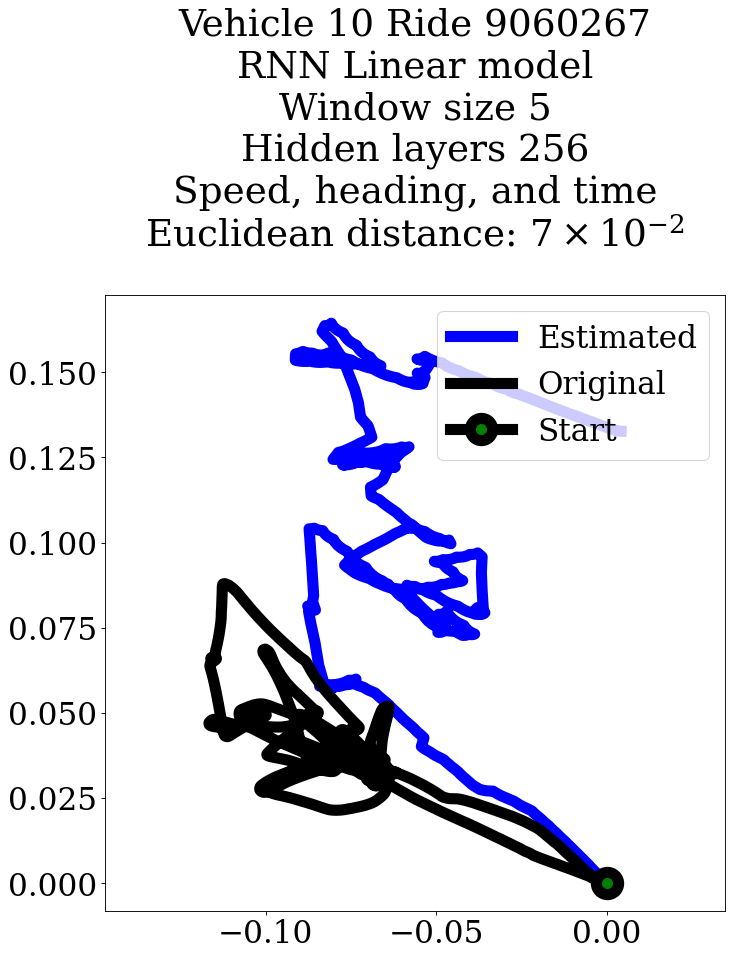 Vehicle 10 Ride 9060267
RNN Linear model
Window size 5
Hidden layers 256
Speed, heading, and time
Euclidean distance: 7 × 10⁻²
Estimated
Original
Start
0.150
0.125
0.100
0.075
0.050
0.025
0.000
−0.10 −0.05 0.00